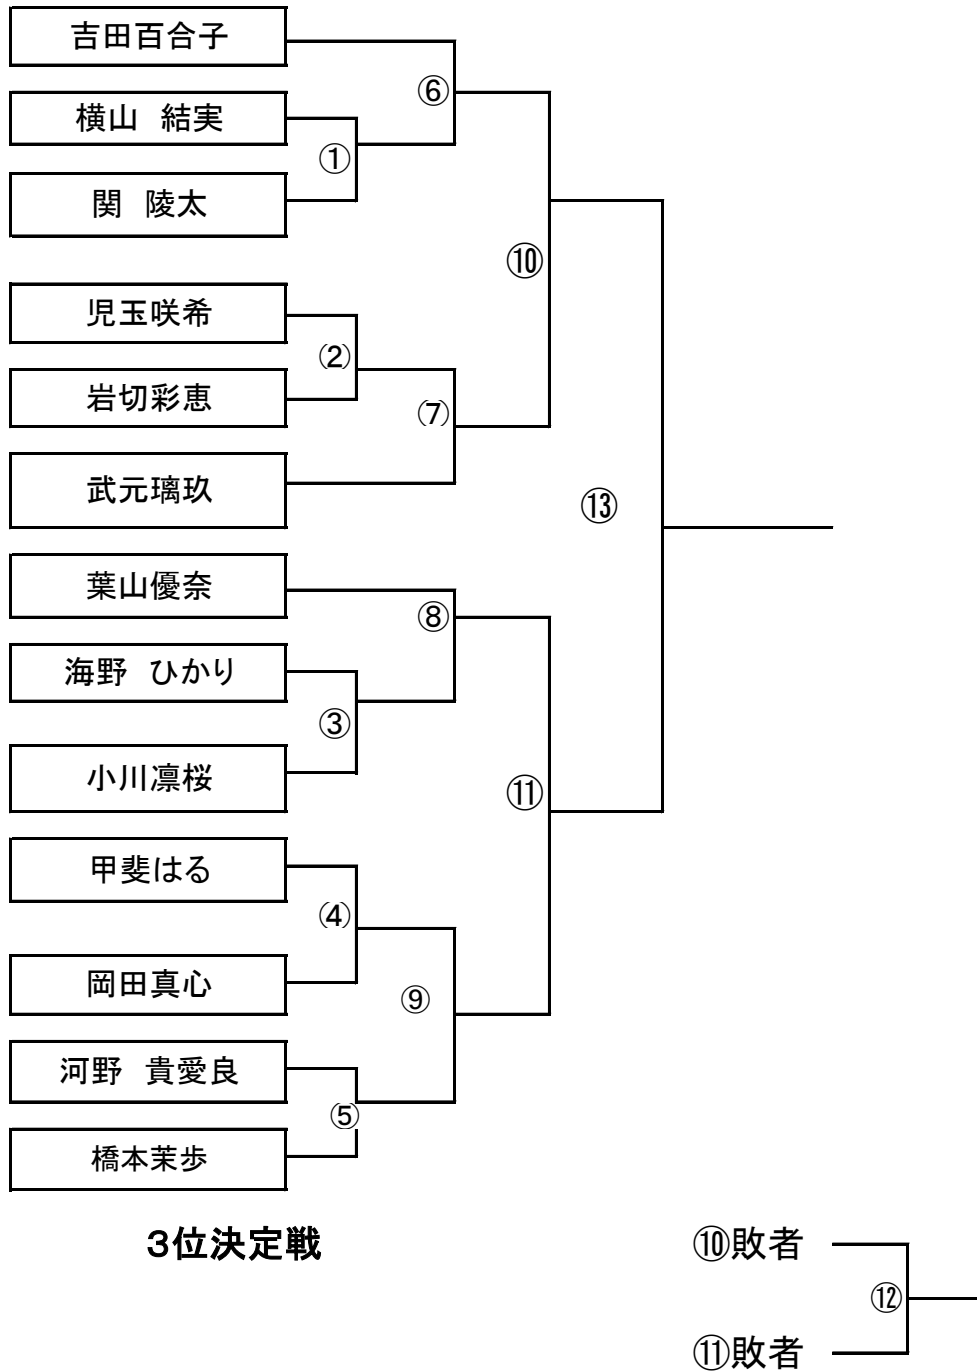 吉田百合子
⑥
横山　結実
①
関　陵太
⑩
児玉咲希
②
岩切彩恵
⑦
武元璃玖
⑬
葉山優奈
⑧
海野　ひかり
③
小川凛桜
⑪
甲斐はる
④
岡田真心
⑨
河野　貴愛良
⑤
橋本茉歩
３位決定戦
⑩敗者
⑫
⑪敗者